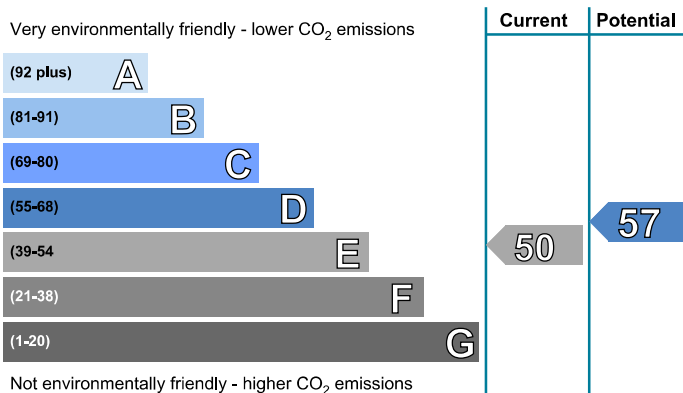 Very environmentally friendly - lower CO₂ emissions
Current
Potential
(92 plus) A
(81-91) B
(69-80) C
(55-68) D
(39-54 E
(21-38) F
(1-20) G
50
57
Not environmentally friendly - higher CO₂ emissions